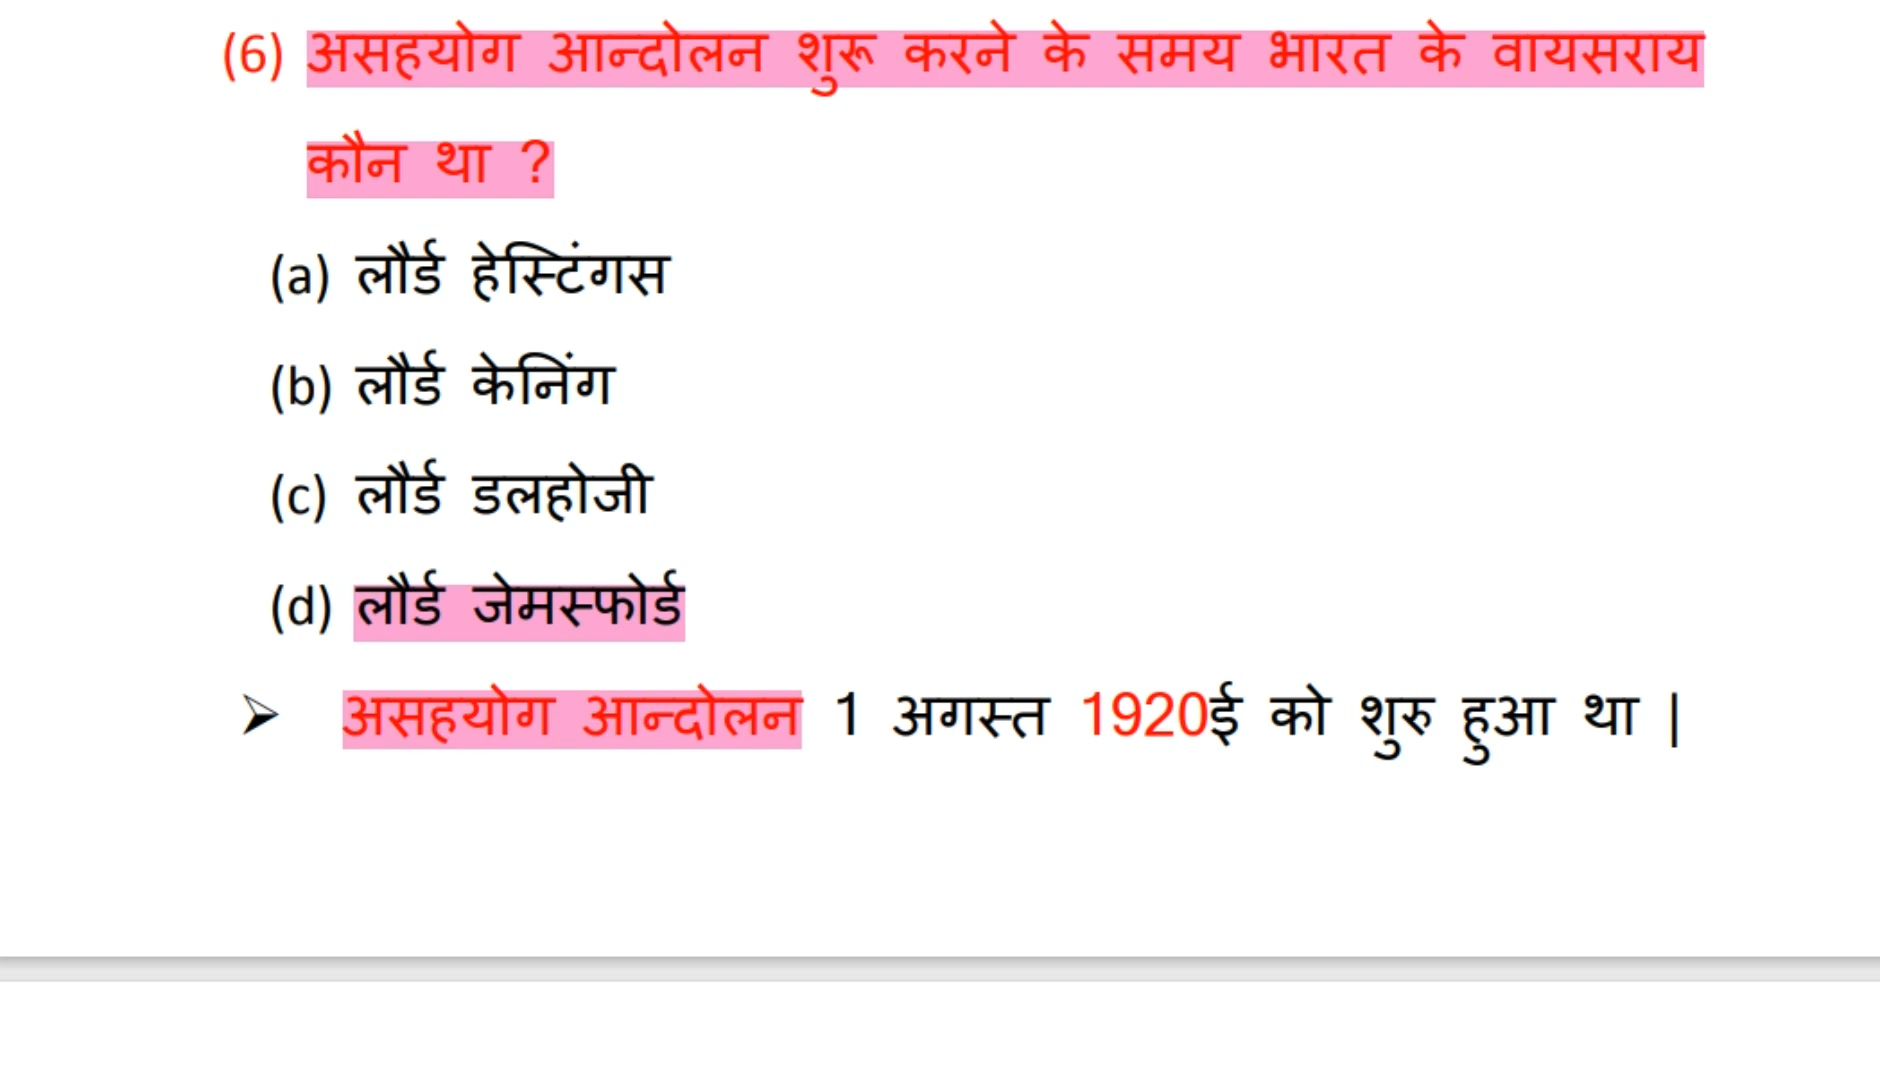 (6) असहयोग आन्दोलन शुरू करने के समय भारत के वायसराय
कौन था ?
(a) लौर्ड हेस्टिंगस
(b) लौर्ड केनिंग
(c) लौर्ड डलहोजी
(d) लौर्ड जेमस्फोर्ड
➢ असहयोग आन्दोलन 1 अगस्त 1920ई को शुरु हुआ था |